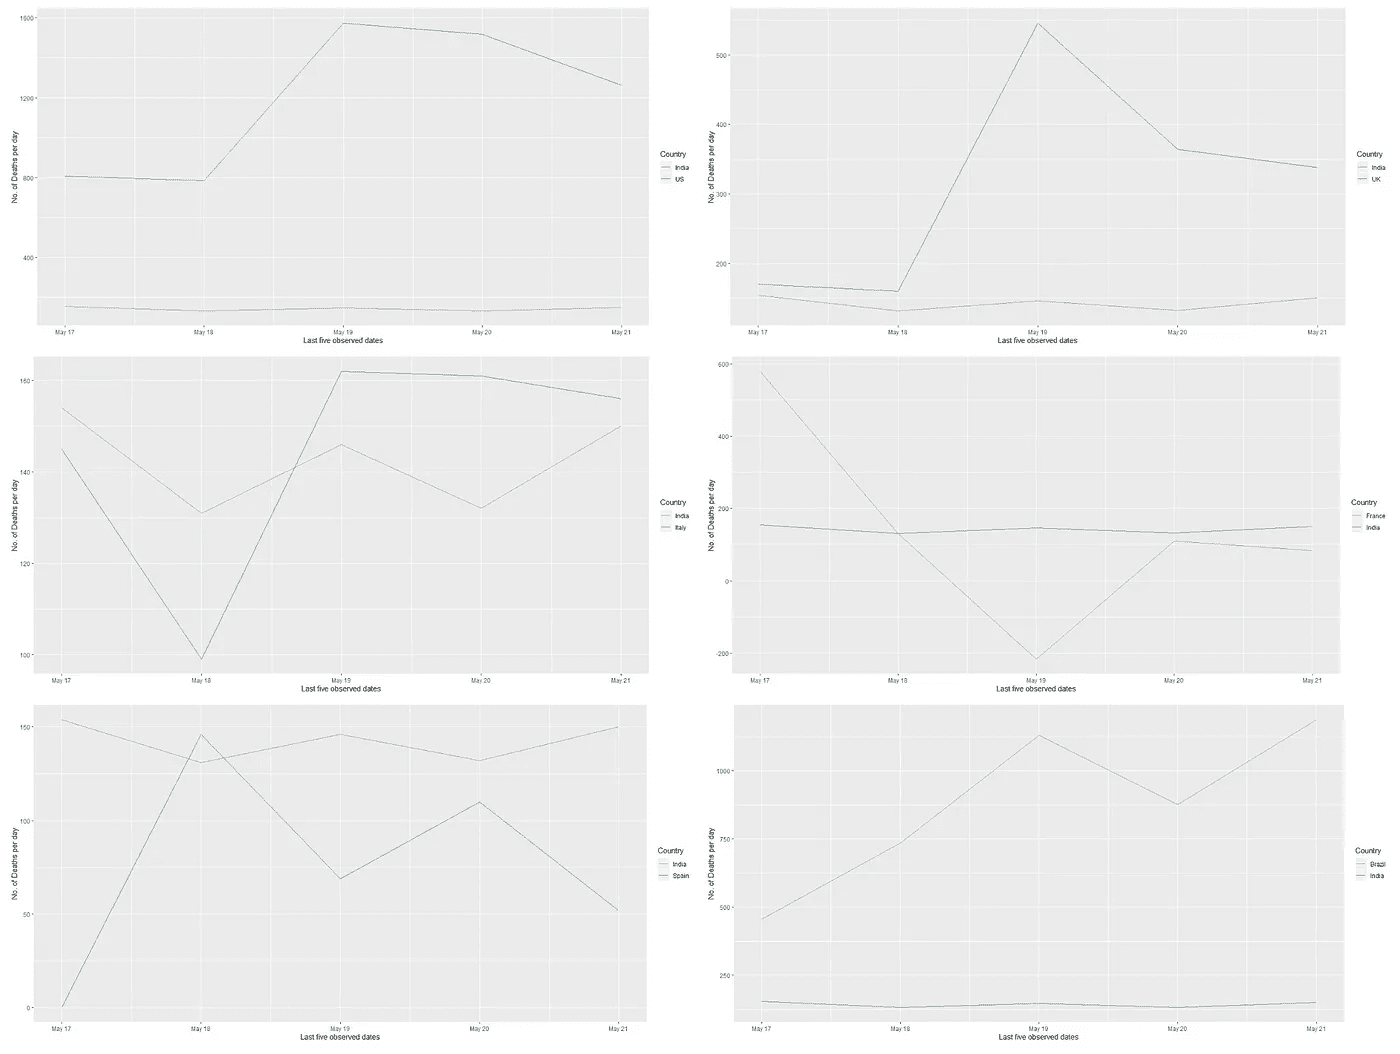 1600
1200
800
400
No. of Deaths per day
May 17 May 18 May 19 May 20 May 21
Last five observed dates
Country
India
US
500
400
300
200
No. of Deaths per day
May 17 May 18 May 19 May 20 May 21
Last five observed dates
Country
India
UK
160
140
120
100
No. of Deaths per day
May 17 May 18 May 19 May 20 May 21
Last five observed dates
Country
India
Italy
600
400
200
0
-200
No. of Deaths per day
May 17 May 18 May 19 May 20 May 21
Last five observed dates
Country
France
India
150
100
50
0
No. of Deaths per day
May 17 May 18 May 19 May 20 May 21
Last five observed dates
Country
India
Spain
1000
750
500
250
No. of Deaths per day
May 17 May 18 May 19 May 20 May 21
Last five observed dates
Country
Brazil
India